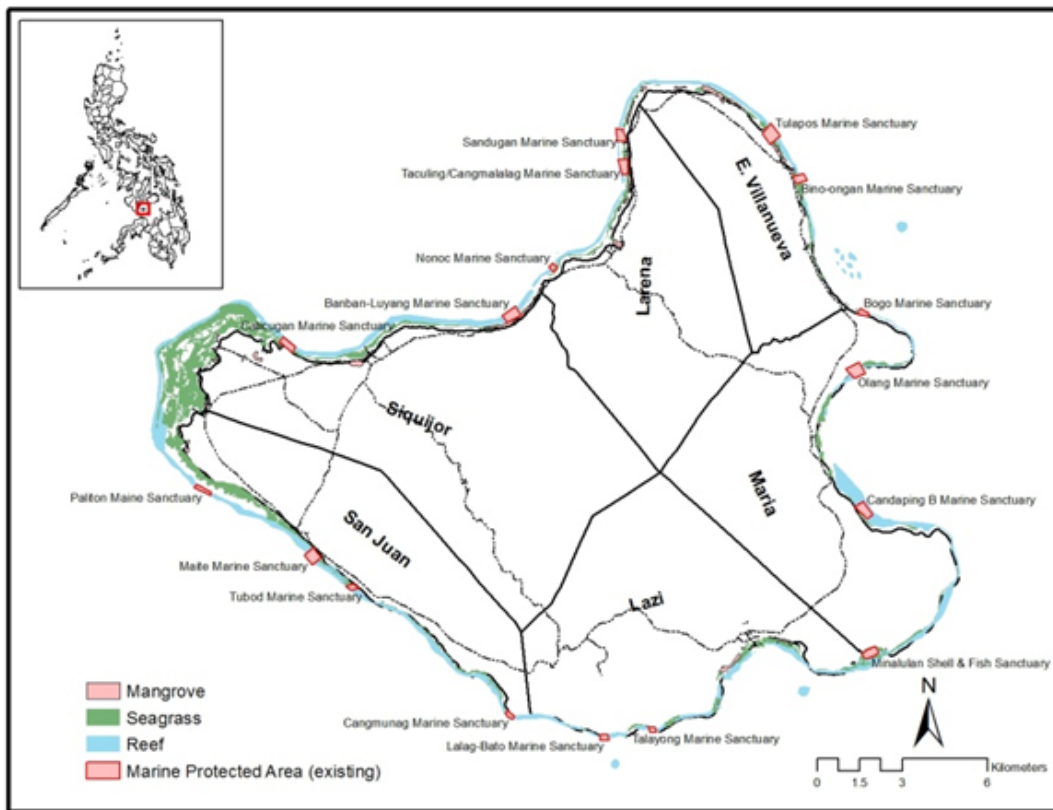 Tulapos Marine Sanctuary
Sandugan Marine Sanctuary
Taculing/Cangmalalag Marine Sanctuary
Bino-ongan Marine Sanctuary
E. Villanueva
Nonoc Marine Sanctuary
Larena
Banban-Luyang Marine Sanctuary
Bogo Marine Sanctuary
Marine Sanctuary
Olang Marine Sanctuary
Siquijor
Paliton Maine Sanctuary
Maria
Candaping B Marine Sanctuary
San Juan
Maite Marine Sanctuary
Tubod Marine Sanctuary
Lazi
Minalulan Shell & Fish Sanctuary
Cangmunag Marine Sanctuary
Lalag-Bato Marine Sanctuary
Talayong Marine Sanctuary
Mangrove
Seagrass
Reef
Marine Protected Area (existing)
N
Kilometers
0 1.5 3 6